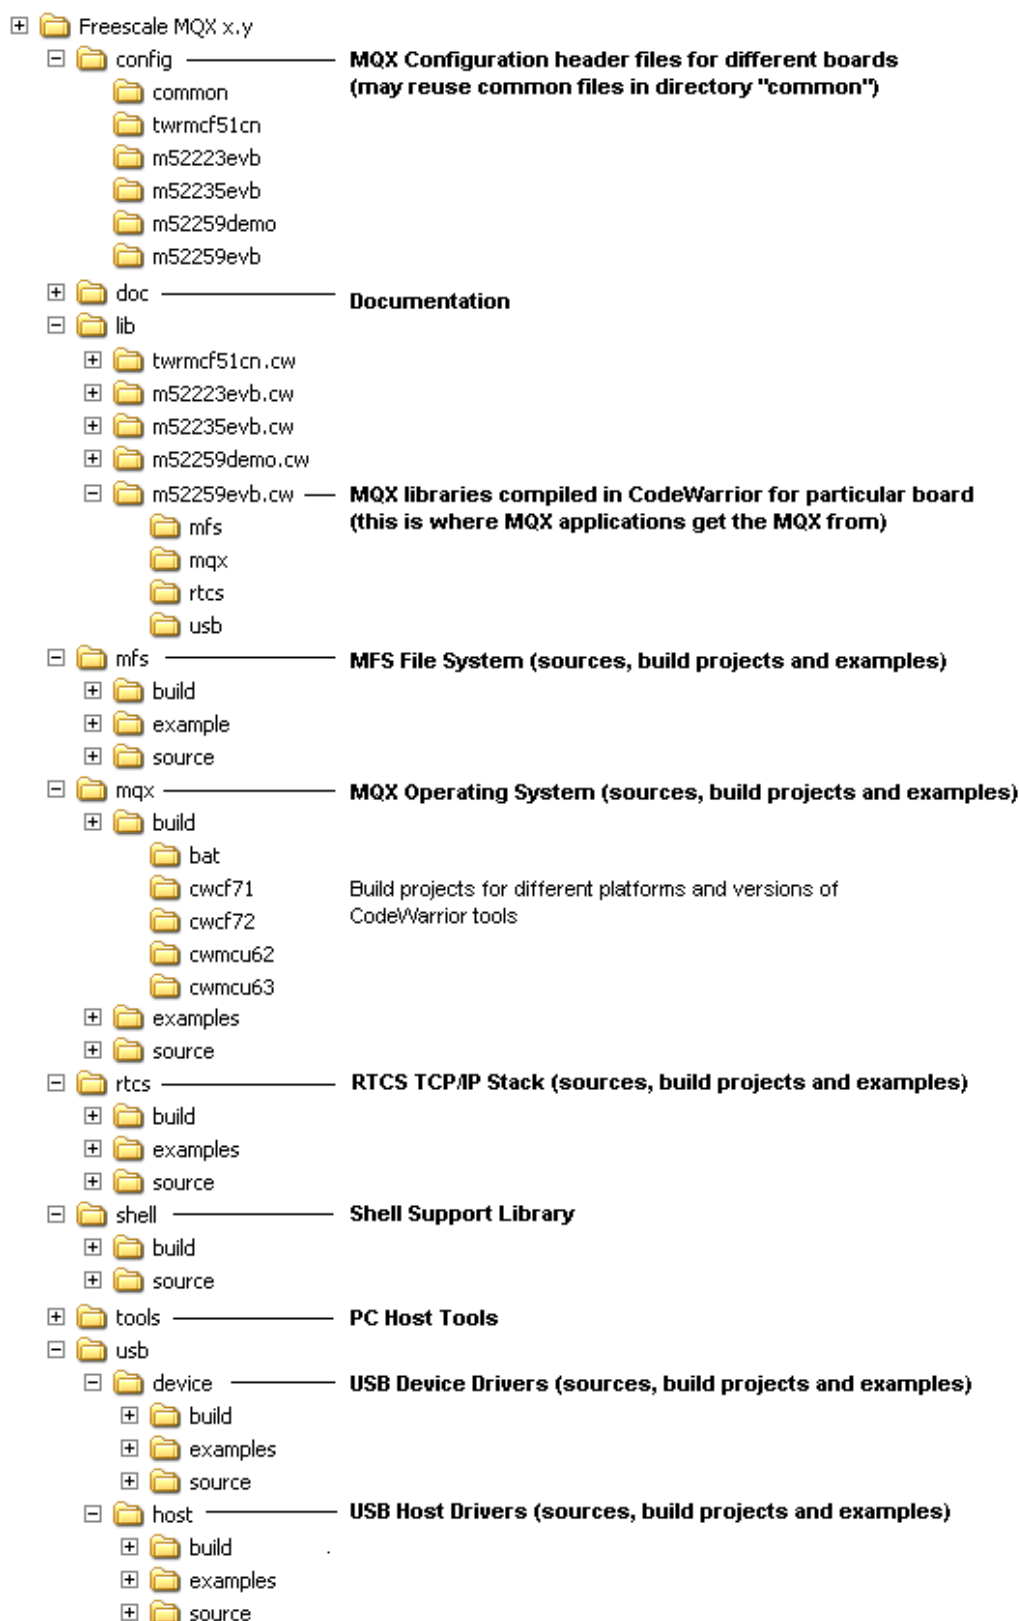 Freescale MQX x.y
config MQX Configuration header files for different boards
(may reuse common files in directory "common")
common
twrmcf51cn
m52223evb
m52235evb
m52259demo
m52259evb
doc Documentation
lib
twrmcf51cn.cw
m52223evb.cw
m52235evb.cw
m52259demo.cw
m52259evb.cw MQX libraries compiled in CodeWarrior for particular board
(this is where MQX applications get the MQX from)
mfs
mqx
rtcs
usb
mfs MFS File System (sources, build projects and examples)
build
example
source
mqx MQX Operating System (sources, build projects and examples)
build
bat
cwcf71 Build projects for different platforms and versions of
cwcf72 CodeWarrior tools
cwmcu62
cwmcu63
examples
source
rtcs RTCS TCP/IP Stack (sources, build projects and examples)
build
examples
source
shell Shell Support Library
build
source
tools PC Host Tools
usb
device USB Device Drivers (sources, build projects and examples)
build
examples
source
host USB Host Drivers (sources, build projects and examples)
build
examples
source